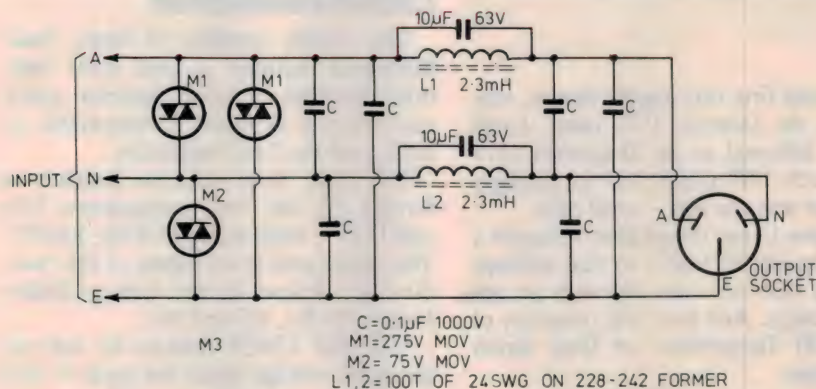 10µF 63V
A
M1
M1
L1 2·3mH
C
C
C
C
10µF 63V
INPUT
N
L2 2·3mH
M2
A
N
C
C
E
E
OUTPUT
SOCKET
M3
C=0·1µF 1000V
M1=275V MOV
M2= 75V MOV
L1,2=100T OF 24SWG ON 228-242 FORMER